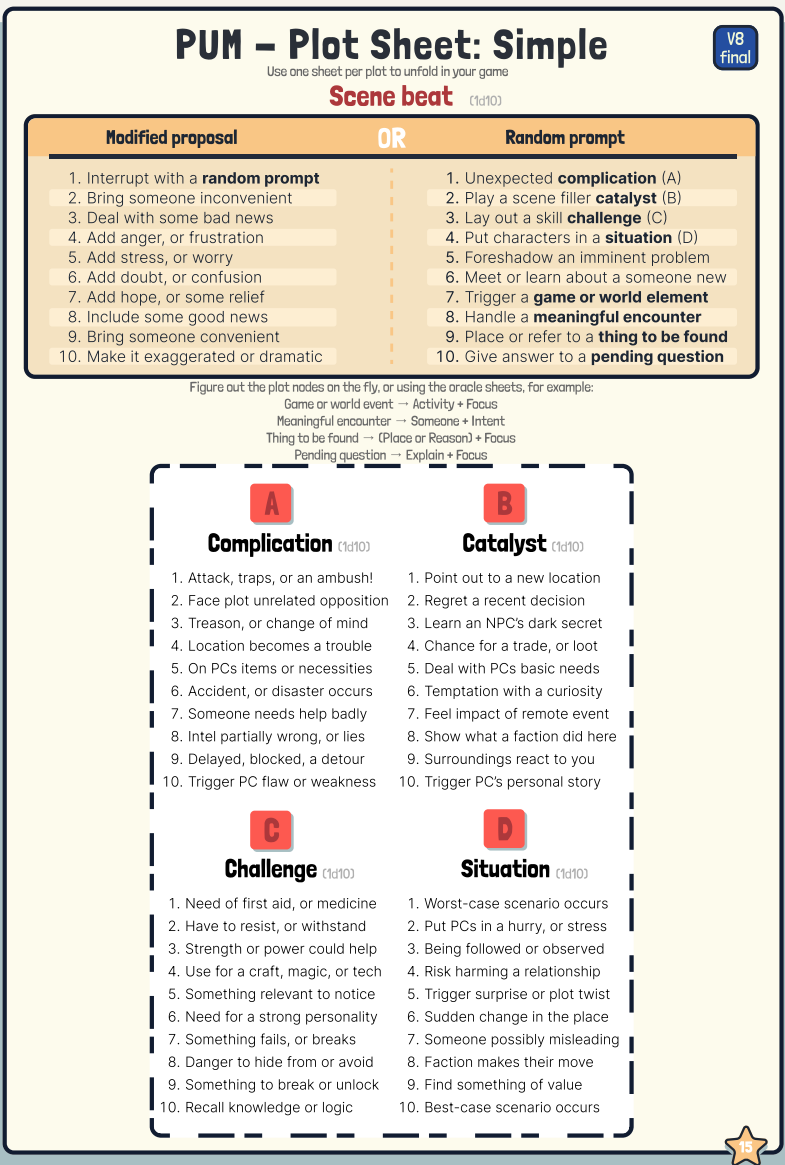 PUM – Plot Sheet: Simple
V8
final
Use one sheet per plot to unfold in your game
Scene beat (1d10)
Modified proposal OR Random prompt
1. Interrupt with a random prompt
2. Bring someone inconvenient
3. Deal with some bad news
4. Add anger, or frustration
5. Add stress, or worry
6. Add doubt, or confusion
7. Add hope, or some relief
8. Include some good news
9. Bring someone convenient
10. Make it exaggerated or dramatic
1. Unexpected complication (A)
2. Play a scene filler catalyst (B)
3. Lay out a skill challenge (C)
4. Put characters in a situation (D)
5. Foreshadow an imminent problem
6. Meet or learn about a someone new
7. Trigger a game or world element
8. Handle a meaningful encounter
9. Place or refer to a thing to be found
10. Give answer to a pending question
Figure out the plot nodes on the fly, or using the oracle sheets, for example:
Game or world event → Activity + Focus
Meaningful encounter → Someone + Intent
Thing to be found → (Place or Reason) + Focus
Pending question → Explain + Focus
A
Complication (1d10)
1. Attack, traps, or an ambush!
2. Face plot unrelated opposition
3. Treason, or change of mind
4. Location becomes a trouble
5. On PCs items or necessities
6. Accident, or disaster occurs
7. Someone needs help badly
8. Intel partially wrong, or lies
9. Delayed, blocked, a detour
10. Trigger PC flaw or weakness
B
Catalyst (1d10)
1. Point out to a new location
2. Regret a recent decision
3. Learn an NPC's dark secret
4. Chance for a trade, or loot
5. Deal with PCs basic needs
6. Temptation with a curiosity
7. Feel impact of remote event
8. Show what a faction did here
9. Surroundings react to you
10. Trigger PC's personal story
C
Challenge (1d10)
1. Need of first aid, or medicine
2. Have to resist, or withstand
3. Strength or power could help
4. Use for a craft, magic, or tech
5. Something relevant to notice
6. Need for a strong personality
7. Something fails, or breaks
8. Danger to hide from or avoid
9. Something to break or unlock
10. Recall knowledge or logic
D
Situation (1d10)
1. Worst-case scenario occurs
2. Put PCs in a hurry, or stress
3. Being followed or observed
4. Risk harming a relationship
5. Trigger surprise or plot twist
6. Sudden change in the place
7. Someone possibly misleading
8. Faction makes their move
9. Find something of value
10. Best-case scenario occurs
15